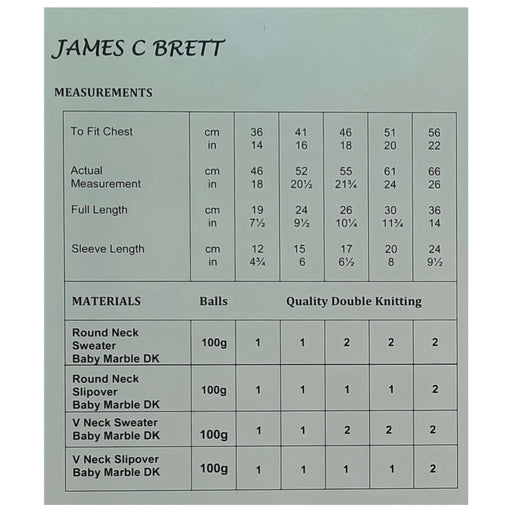 JAMES C BRETT
MEASUREMENTS
To Fit Chest cm 36 41 46 51 56
in 14 16 18 20 22
Actual cm 46 52 55 61 66
Measurement in 18 20½ 21¾ 24 26
Full Length cm 19 24 26 30 36
in 7½ 9½ 10¼ 11¾ 14
Sleeve Length cm 12 15 17 20 24
in 4¾ 6 6½ 8 9½
MATERIALS Balls Quality Double Knitting
Round Neck
Sweater 100g 1 1 2 2 2
Baby Marble DK
Round Neck
Slipover 100g 1 1 1 1 2
Baby Marble DK
V Neck Sweater
Baby Marble DK 100g 1 1 2 2 2
V Neck Slipover
Baby Marble DK 100g 1 1 1 1 2